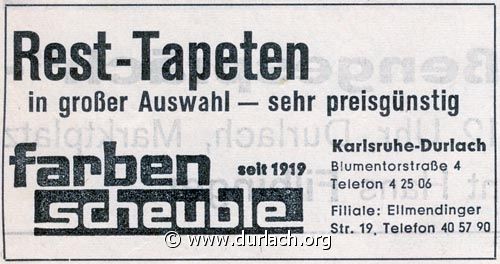 Rest-Tapeten
in großer Auswahl — sehr preisgünstig
farben seit 1919
scheuble
Karlsruhe-Durlach
Blumentorstraße 4
Telefon 4 25 06
Filiale: Ellmendinger
Str. 19, Telefon 40 57 90
© www.durlach.org